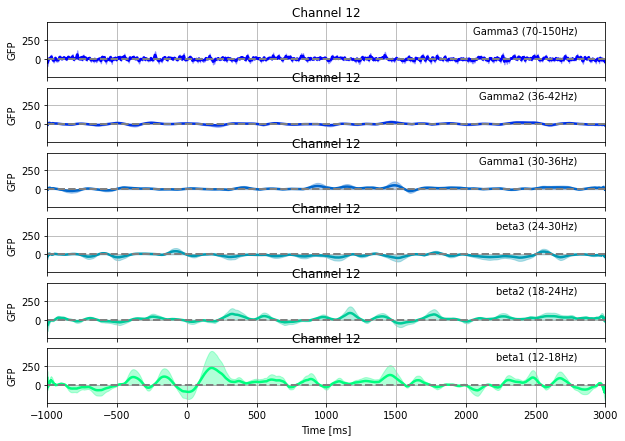 Channel 12
Gamma3 (70-150Hz)
250
0
GFP
Channel 12
Gamma2 (36-42Hz)
250
0
GFP
Channel 12
Gamma1 (30-36Hz)
250
0
GFP
Channel 12
beta3 (24-30Hz)
250
0
GFP
Channel 12
beta2 (18-24Hz)
250
0
GFP
Channel 12
beta1 (12-18Hz)
250
0
GFP
−1000 −500 0 500 1000 1500 2000 2500 3000
Time [ms]